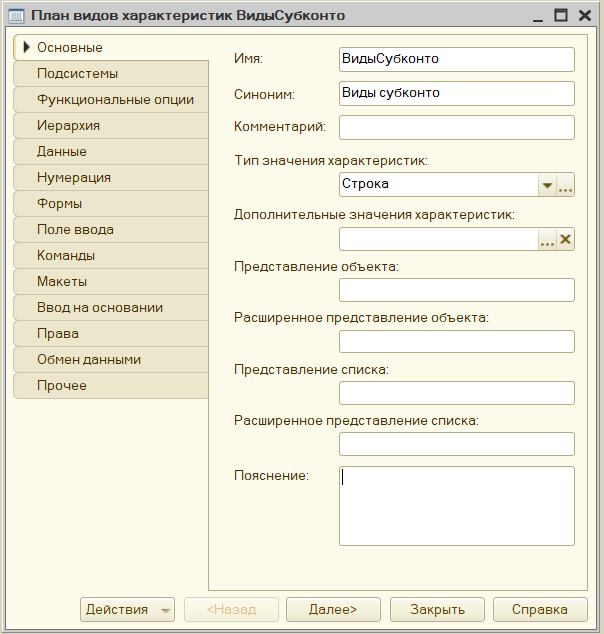 План видов характеристик ВидыСубконто
Основные
Подсистемы
Функциональные опции
Иерархия
Данные
Нумерация
Формы
Поле ввода
Команды
Макеты
Ввод на основании
Права
Обмен данными
Прочее
Имя: ВидыСубконто
Синоним: Виды субконто
Комментарий:
Тип значения характеристик:
Строка
Дополнительные значения характеристик:
Представление объекта:
Расширенное представление объекта:
Представление списка:
Расширенное представление списка:
Пояснение:
Действия <Назад Далее> Закрыть Справка